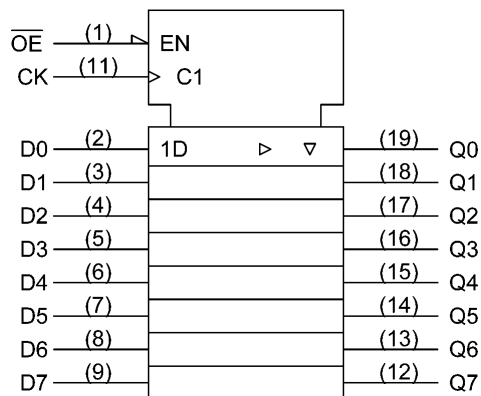 O̅E̅ (1) EN
CK (11) C1
D0 (2) 1D (19) Q0
D1 (3) (18) Q1
D2 (4) (17) Q2
D3 (5) (16) Q3
D4 (6) (15) Q4
D5 (7) (14) Q5
D6 (8) (13) Q6
D7 (9) (12) Q7